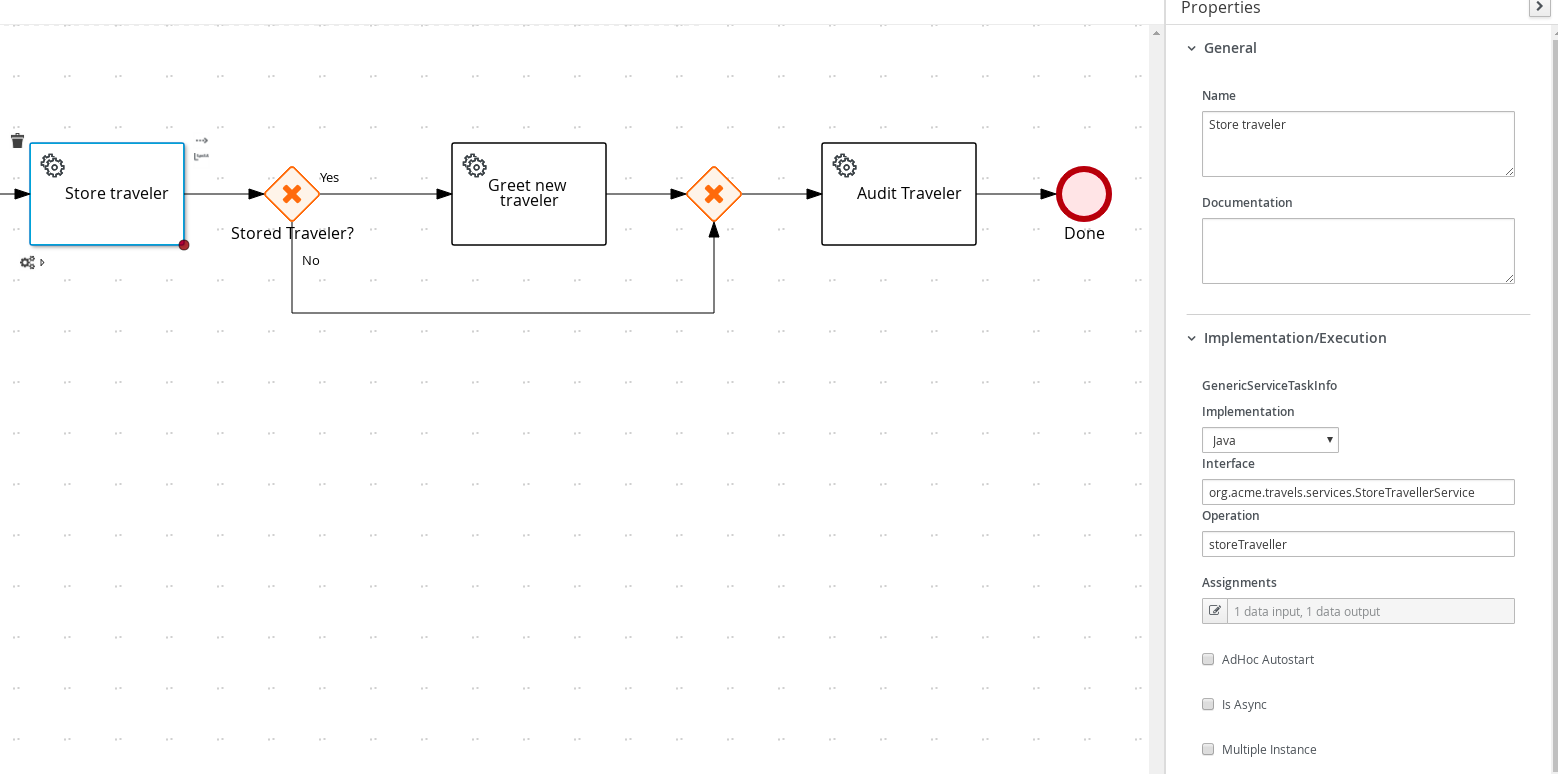 Properties
General
Name
Store traveler
Documentation
Implementation/Execution
GenericServiceTaskInfo
Implementation
Java
Interface
org.acme.travels.services.StoreTravellerService
Operation
storeTraveller
Assignments
1 data input, 1 data output
AdHoc Autostart
Is Async
Multiple Instance
Store traveler
Stored Traveler?
Yes
No
Greet new
traveler
Audit Traveler
Done